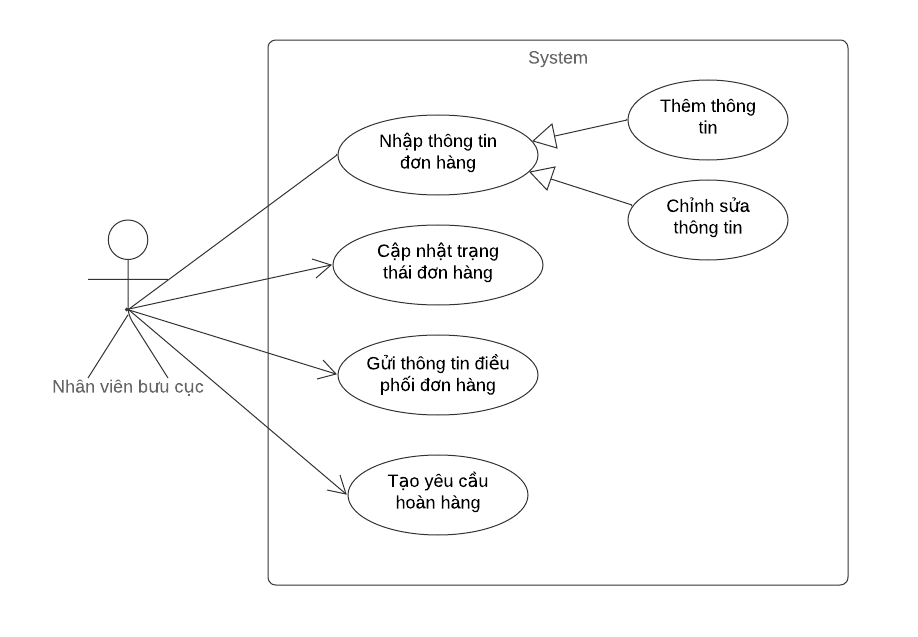 System
Thêm thông
tin
Nhập thông tin
đơn hàng
Chỉnh sửa
thông tin
Cập nhật trạng
thái đơn hàng
Gửi thông tin điều
phối đơn hàng
Nhân viên bưu cục
Tạo yêu cầu
hoàn hàng